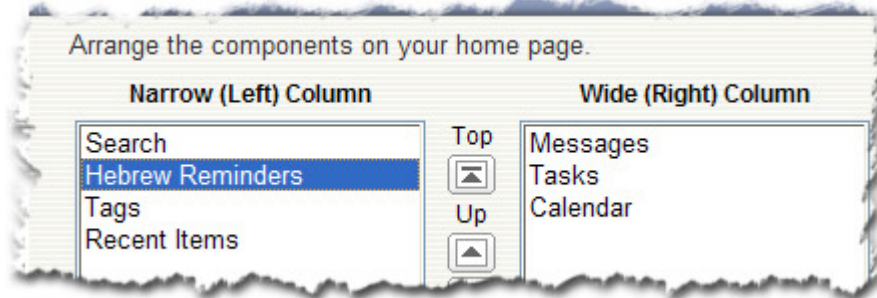 Arrange the components on your home page.
Narrow (Left) Column
Search
Hebrew Reminders
Tags
Recent Items
Top
Up
Wide (Right) Column
Messages
Tasks
Calendar